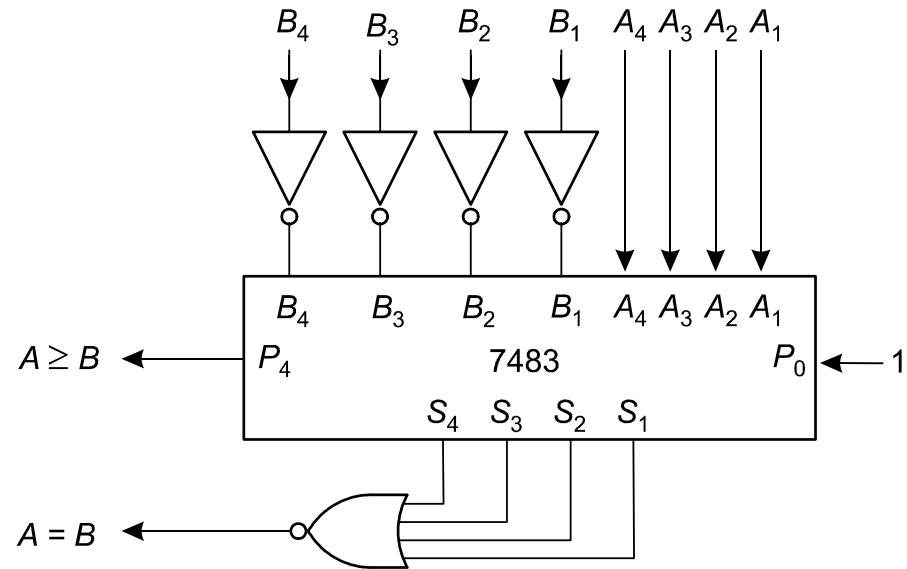 B₄ B₃ B₂ B₁ A₄ A₃ A₂ A₁
B₄ B₃ B₂ B₁ A₄ A₃ A₂ A₁
A ≥ B P₄ 7483 P₀ 1
S₄ S₃ S₂ S₁
A = B